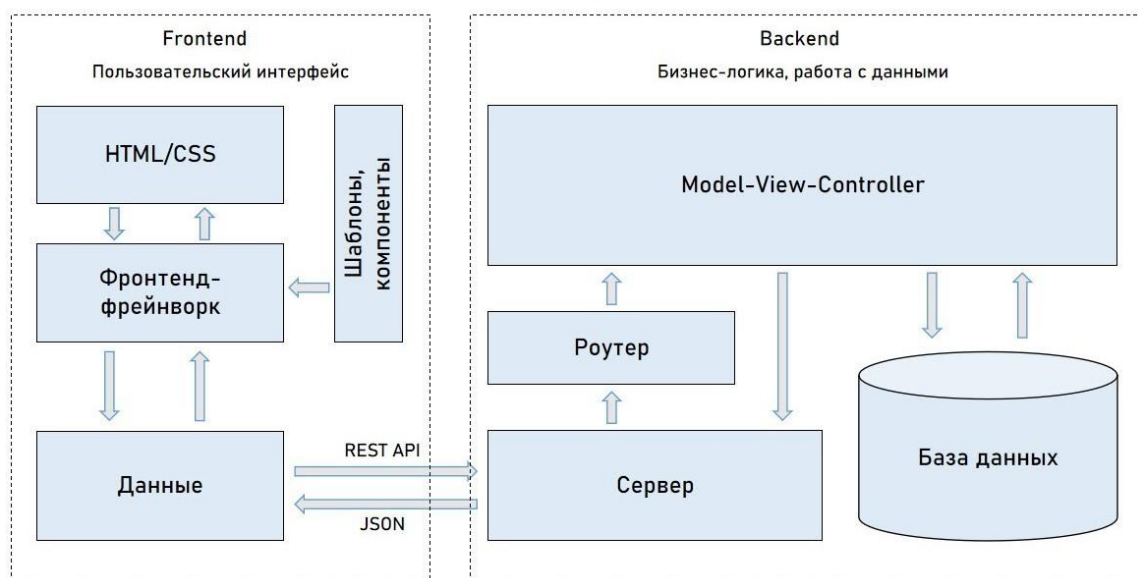 Frontend
Пользовательский интерфейс
HTML/CSS
Шаблоны,
компоненты
Фронтенд-
фрейнворк
Данные
REST API
JSON
Backend
Бизнес-логика, работа с данными
Model-View-Controller
Роутер
Сервер
База данных